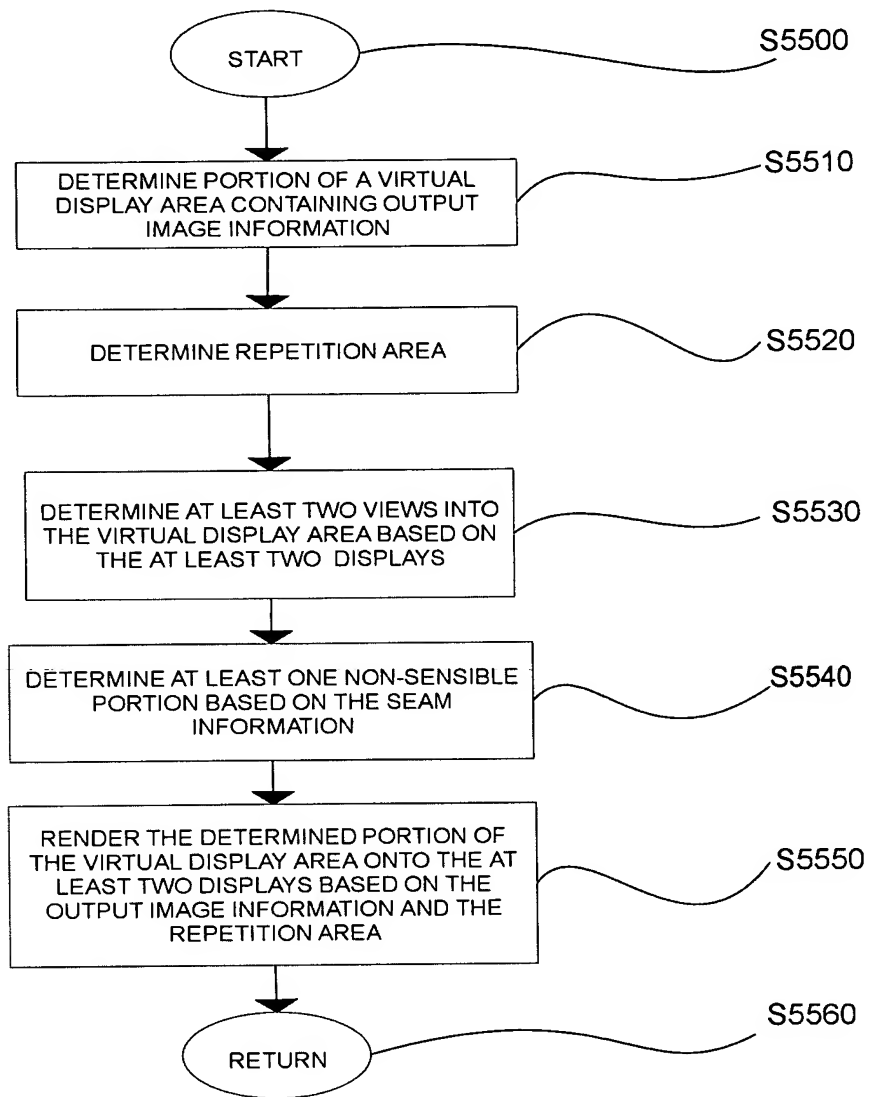 START
S5500
DETERMINE PORTION OF A VIRTUAL
DISPLAY AREA CONTAINING OUTPUT
IMAGE INFORMATION
S5510
DETERMINE REPETITION AREA
S5520
DETERMINE AT LEAST TWO VIEWS INTO
THE VIRTUAL DISPLAY AREA BASED ON
THE AT LEAST TWO DISPLAYS
S5530
DETERMINE AT LEAST ONE NON-SENSIBLE
PORTION BASED ON THE SEAM
INFORMATION
S5540
RENDER THE DETERMINED PORTION OF
THE VIRTUAL DISPLAY AREA ONTO THE AT
LEAST TWO DISPLAYS BASED ON THE
OUTPUT IMAGE INFORMATION AND THE
REPETITION AREA
S5550
RETURN
S5560